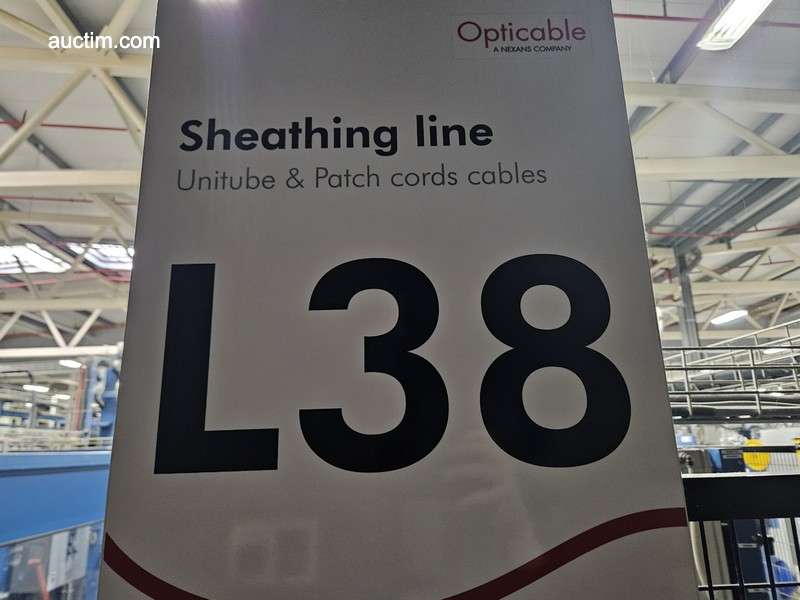 auctim.com
Opticable
A NEXANS COMPANY
Sheathing line
Unitube & Patch cords cables
L38